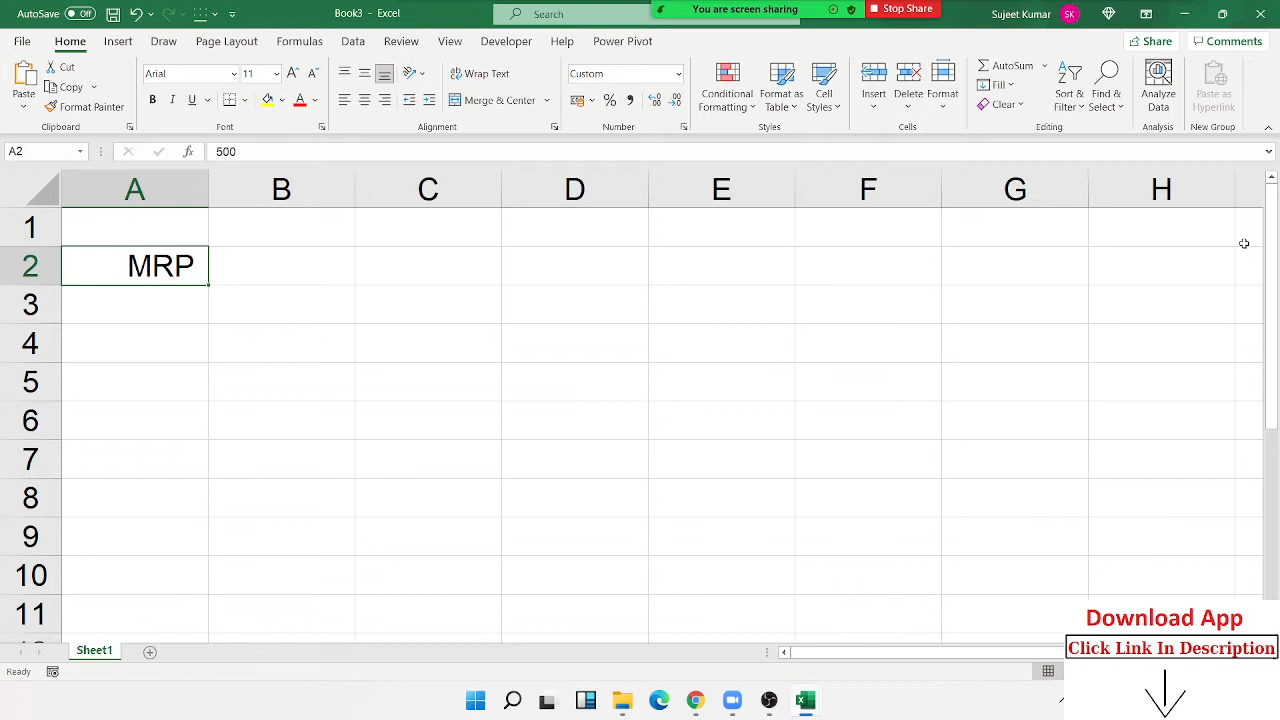 AutoSave Off Book3 - Excel Search You are screen sharing Stop Share Sujeet Kumar SK
File Home Insert Draw Page Layout Formulas Data Review View Developer Help Power Pivot Share Comments
Paste Cut Copy Format Painter Clipboard
Arial 11 B I U A Font
Wrap Text Merge & Center Alignment
Custom % Number
Conditional Formatting Format as Table Cell Styles Styles
Insert Delete Format Cells
AutoSum Fill Clear Sort & Filter Find & Select Editing
Analyze Data Analysis
Paste as Hyperlink New Group
A2 fx 500
A B C D E F G H
1
2 MRP
3
4
5
6
7
8
9
10
11
Sheet1
Ready
Download App
Click Link In Description